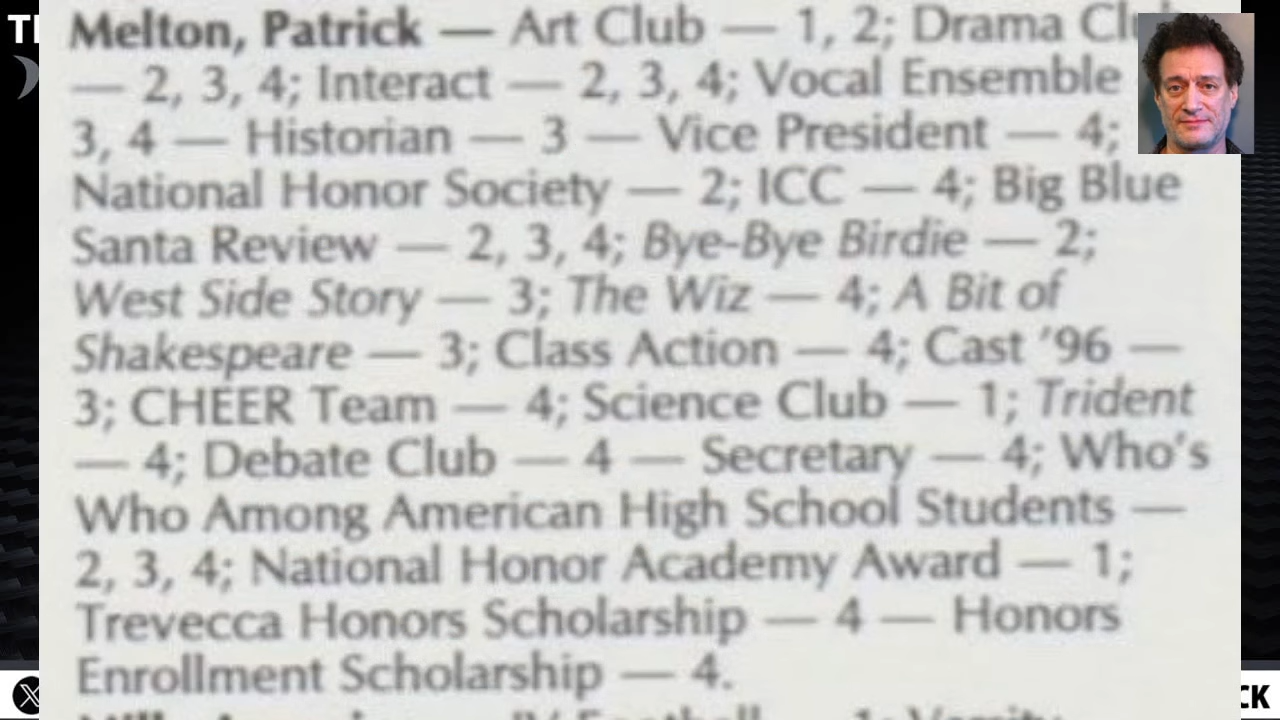 Melton, Patrick — Art Club — 1, 2; Drama Club
— 2, 3, 4; Interact — 2, 3, 4; Vocal Ensemble
3, 4 — Historian — 3 — Vice President — 4;
National Honor Society — 2; ICC — 4; Big Blue
Santa Review — 2, 3, 4; Bye-Bye Birdie — 2;
West Side Story — 3; The Wiz — 4; A Bit of
Shakespeare — 3; Class Action — 4; Cast '96 —
3; CHEER Team — 4; Science Club — 1; Trident
— 4; Debate Club — 4 — Secretary — 4; Who's
Who Among American High School Students —
2, 3, 4; National Honor Academy Award — 1;
Trevecca Honors Scholarship — 4 — Honors
Enrollment Scholarship — 4.